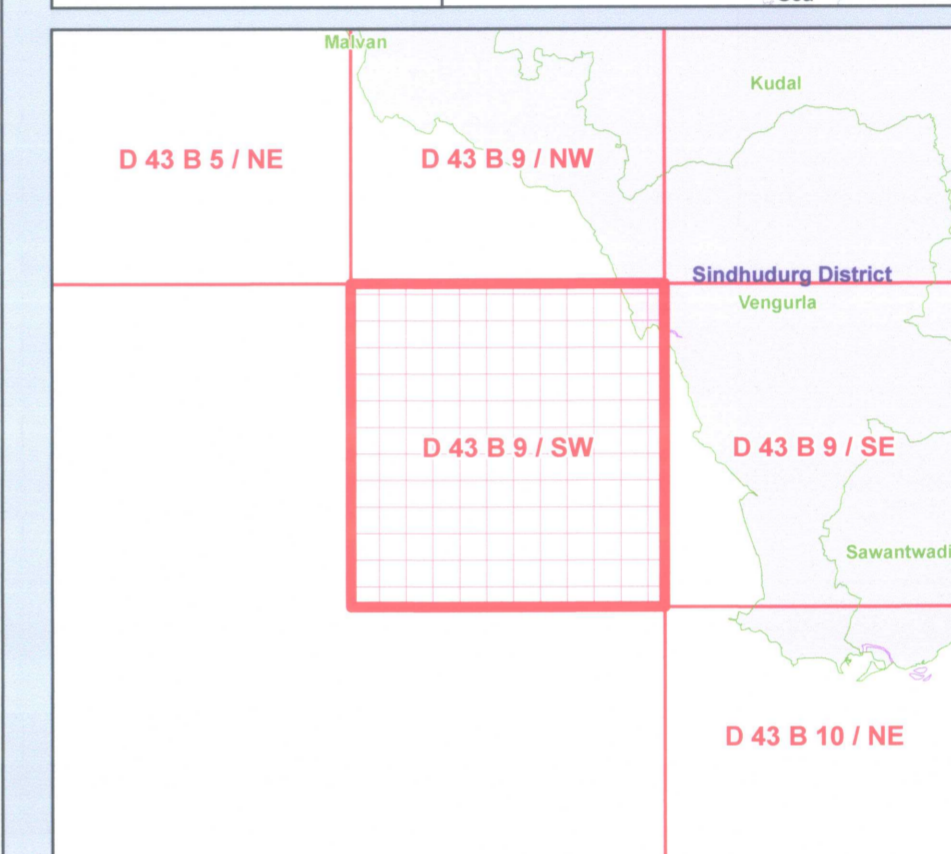 Malvan
Kudal
D 43 B 5 / NE
D 43 B 9 / NW
Sindhudurg District
Vengurla
D 43 B 9 / SW
D 43 B 9 / SE
Sawantwadi
D 43 B 10 / NE